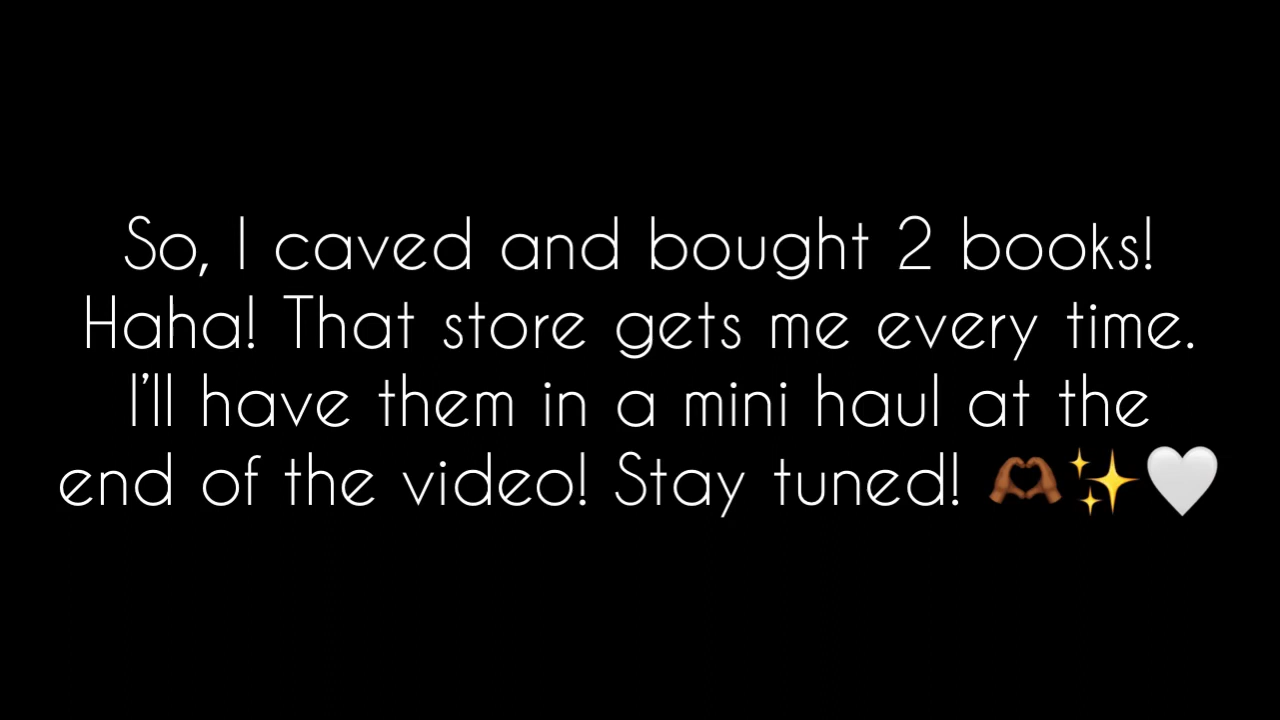 So, I caved and bought 2 books!
Haha! That store gets me every time.
I’ll have them in a mini haul at the
end of the video! Stay tuned! 🫶🏾✨🤍